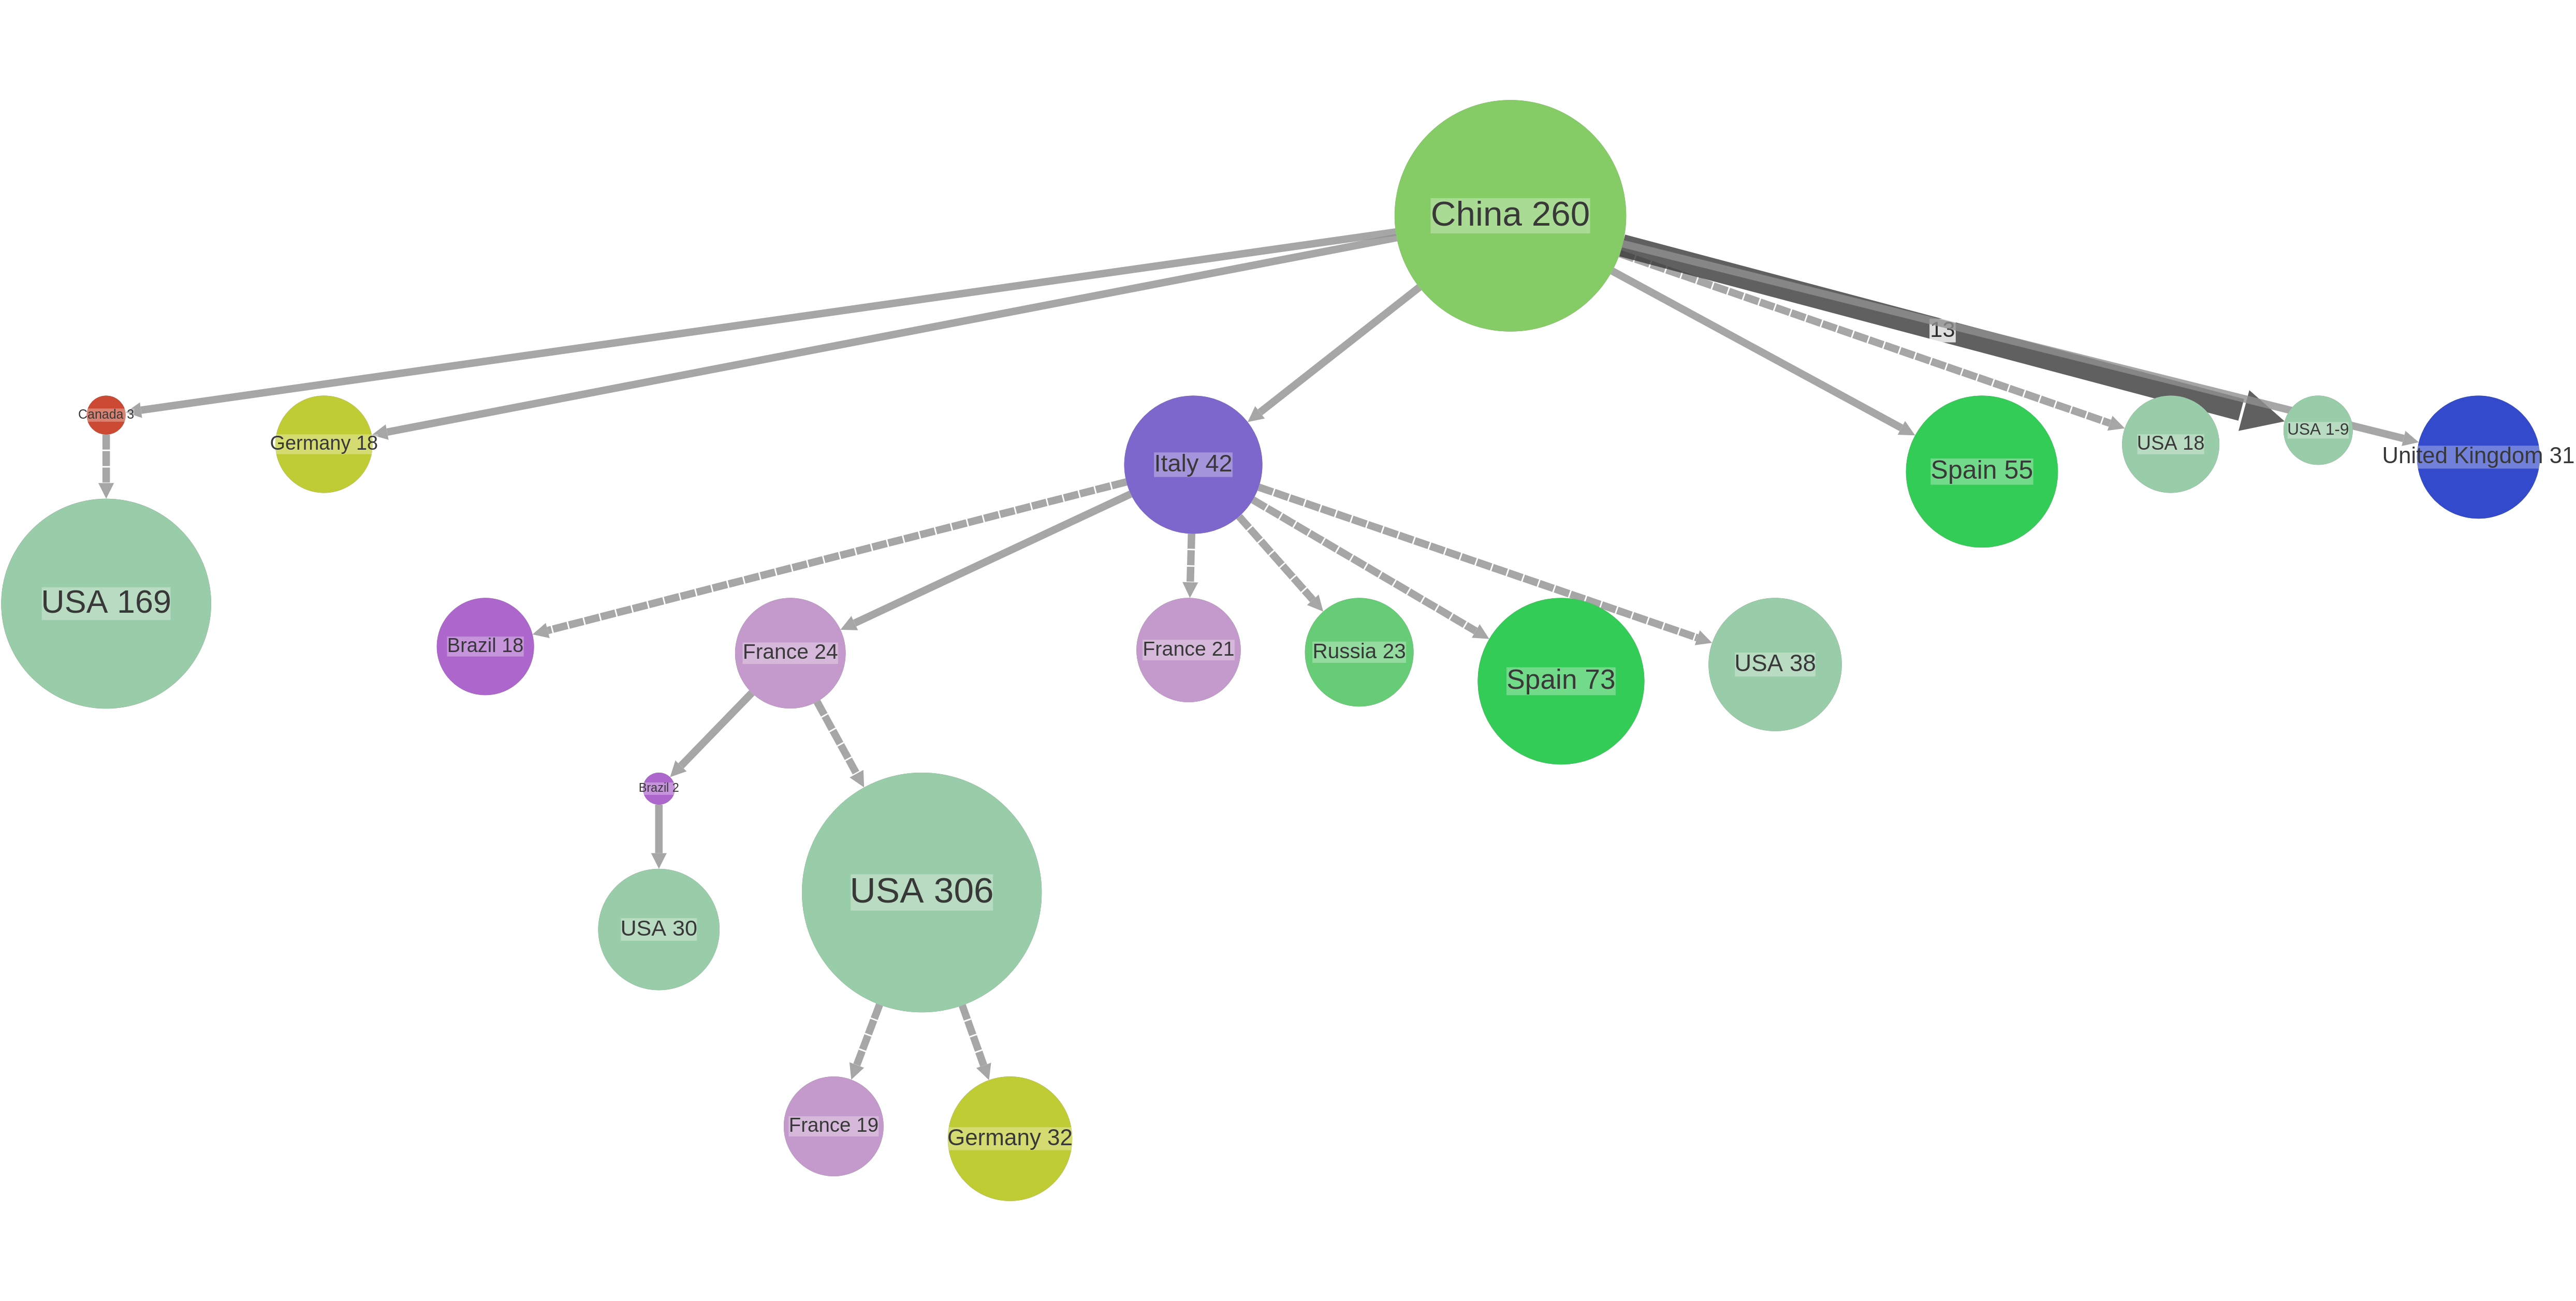 China 260
13
Canada 3
Germany 18
Italy 42
Spain 55
USA 18
USA 1-9
United Kingdom 31
USA 169
Brazil 18
France 24
France 21
Russia 23
Spain 73
USA 38
Brazil 2
USA 30
USA 306
France 19
Germany 32